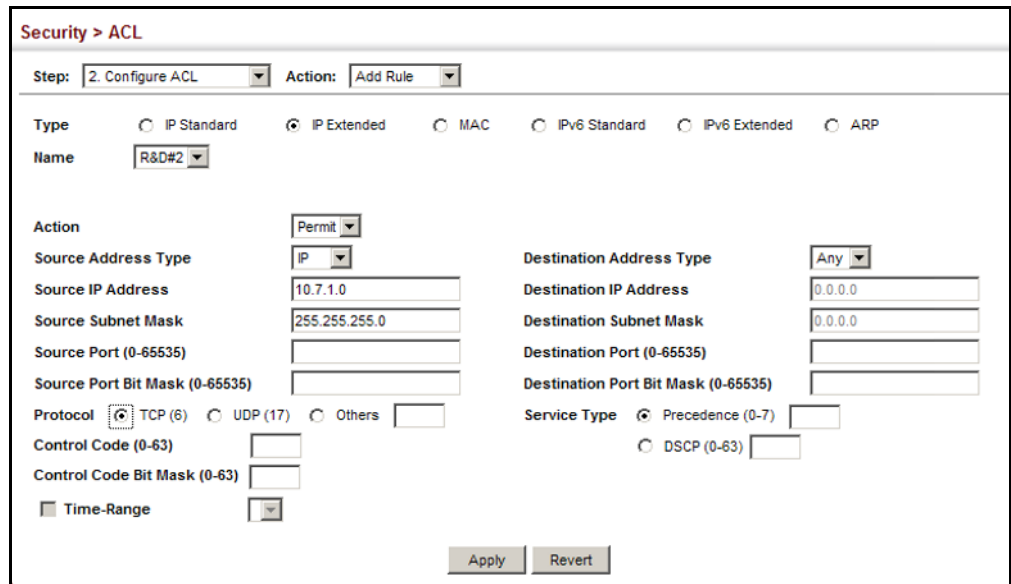 Security > ACL
Step: 2. Configure ACL Action: Add Rule
Type IP Standard IP Extended MAC IPv6 Standard IPv6 Extended ARP
Name R&D#2
Action Permit
Source Address Type IP Destination Address Type Any
Source IP Address 10.7.1.0 Destination IP Address 0.0.0.0
Source Subnet Mask 255.255.255.0 Destination Subnet Mask 0.0.0.0
Source Port (0-65535) Destination Port (0-65535)
Source Port Bit Mask (0-65535) Destination Port Bit Mask (0-65535)
Protocol TCP (6) UDP (17) Others Service Type Precedence (0-7)
Control Code (0-63) DSCP (0-63)
Control Code Bit Mask (0-63)
Time-Range
Apply Revert